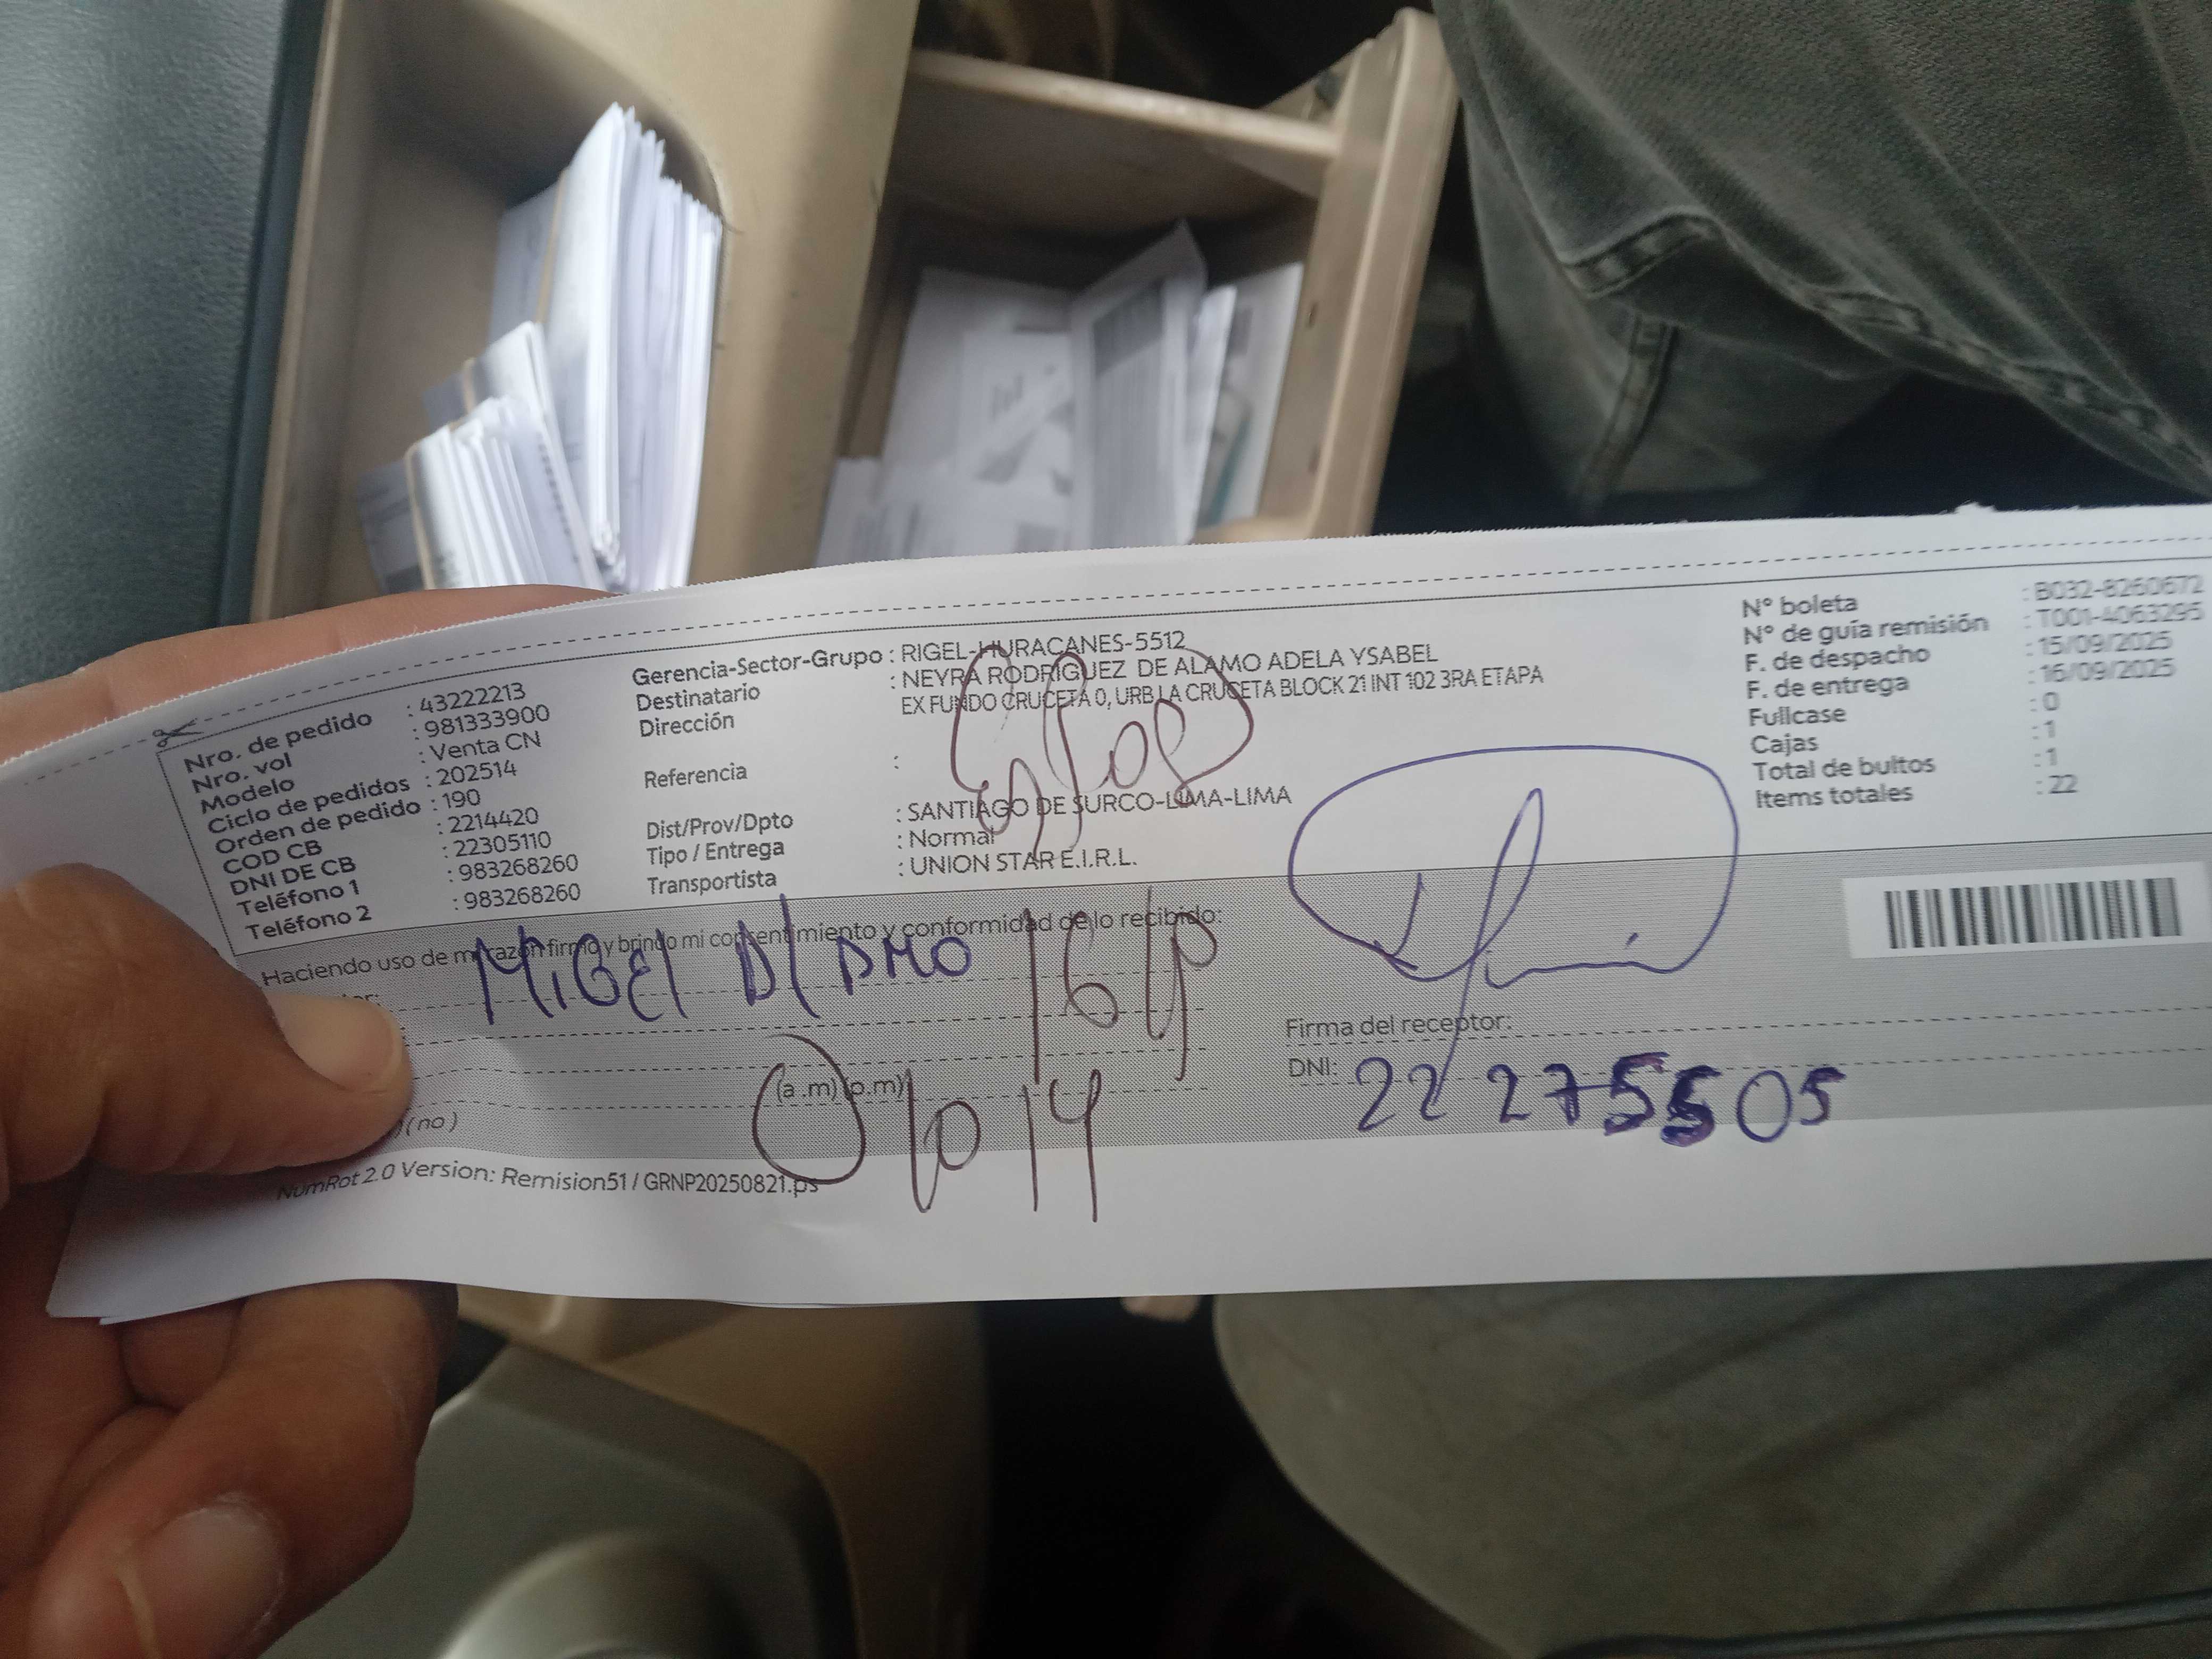 Nro. de pedido : 43222213
Nro. vol : 981333900
Modelo : Venta CN
Ciclo de pedidos : 202514
Orden de pedido : 190
COD CB : 2214420
DNI DE CB : 22305110
Teléfono 1 : 983268260
Teléfono 2 : 983268260
Gerencia-Sector-Grupo : RIGEL-HURACANES-5512
Destinatario : NEYRA RODRIGUEZ DE ALAMO ADELA YSABEL
Dirección EX FUNDO CRUCETA 0, URB LA CRUCETA BLOCK 21 INT 102 3RA ETAPA
Referencia :
Dist/Prov/Dpto : SANTIAGO DE SURCO-LIMA-LIMA
Tipo / Entrega : Normal
Transportista : UNION STAR E.I.R.L.
N° boleta : B032-8260672
N° de guía remisión : T001-4063295
F. de despacho : 15/09/2025
F. de entrega : 16/09/2025
Fullcase : 0
Cajas : 1
Total de bultos : 1
Items totales : 22
Haciendo uso de mi razón firmo y brindo mi consentimiento y conformidad de lo recibido:
MiGEl
(a.m) (p.m)
10 14
(no)
Firma del receptor:
DNI: 22 275505
NumRot 2.0 Version: Remision51 / GRNP20250821.ps